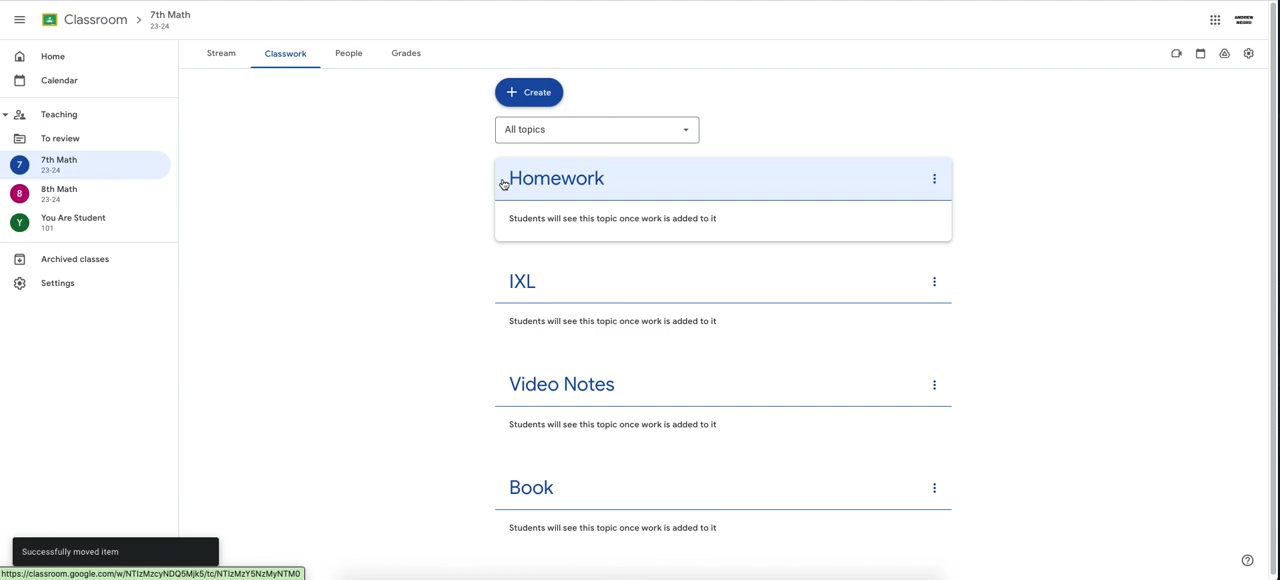 Classroom
7th Math
23-24
ANDREW
NEGRU
Home
Calendar
Teaching
To review
7
7th Math
23-24
8
8th Math
23-24
Y
You Are Student
101
Archived classes
Settings
Stream
Classwork
People
Grades
Create
All topics
Homework
Students will see this topic once work is added to it
IXL
Students will see this topic once work is added to it
Video Notes
Students will see this topic once work is added to it
Book
Students will see this topic once work is added to it
Successfully moved item
https://classroom.google.com/w/NTIzMzcyNDQ5Mjk5/tc/NTIzMzY5NzMyNTM0